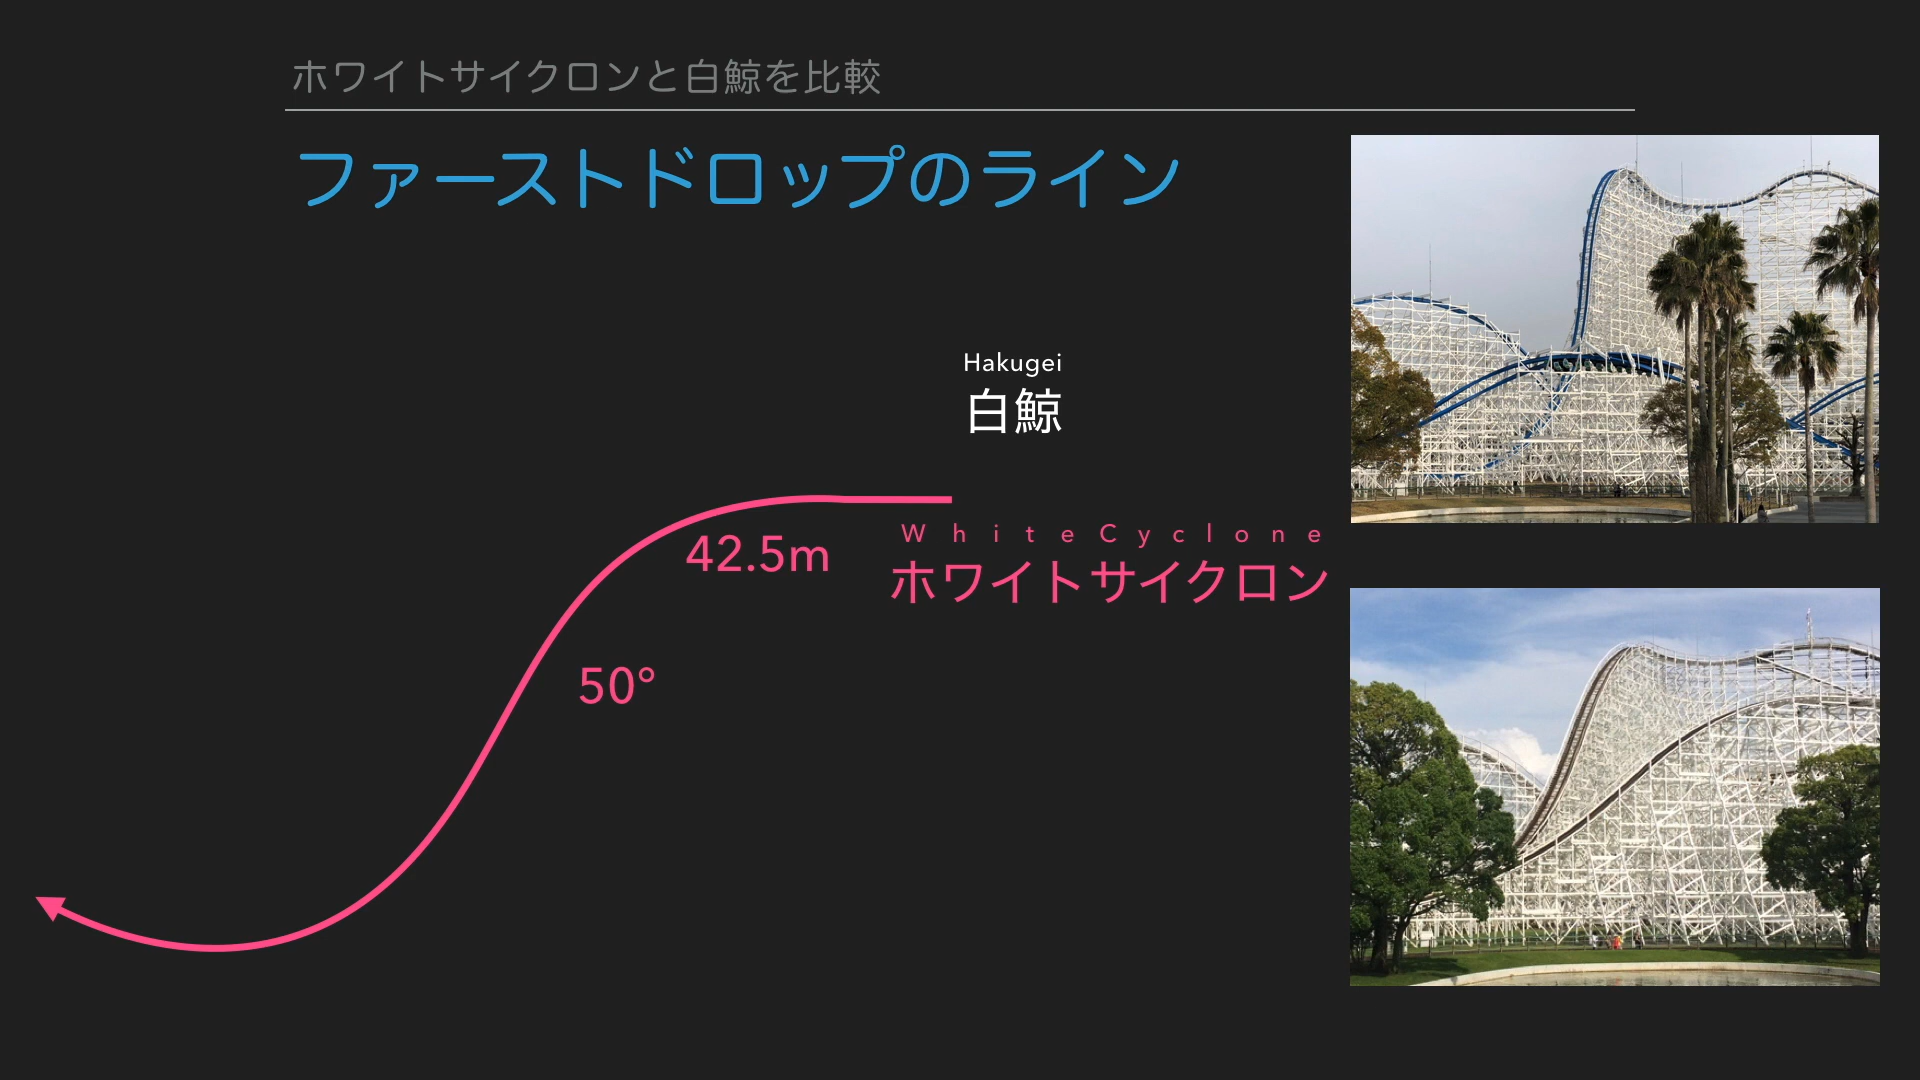 ホワイトサイクロンと白鯨を比較
ファーストドロップのライン
Hakugei
白鯨
42.5m
WhiteCyclone
ホワイトサイクロン
50°